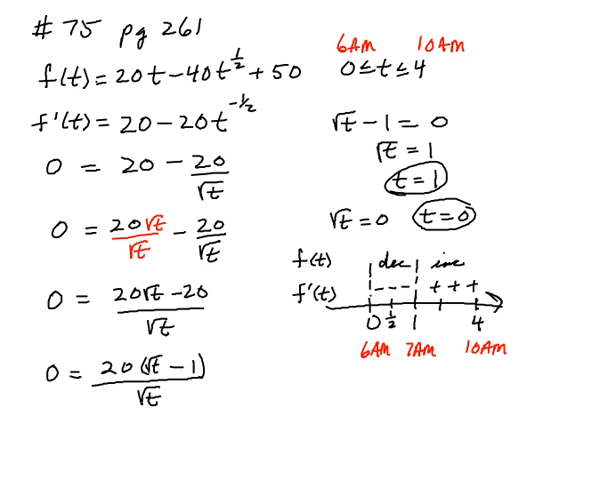 # 75 pg 261
6AM 10AM
f(t) = 20t - 40t^{1/2} + 50 0 ≤ t ≤ 4
f'(t) = 20 - 20t^{-1/2}
0 = 20 - 20/√t
0 = 20√t/√t - 20/√t
0 = (20√t - 20)/√t
0 = 20(√t - 1)/√t
√t - 1 = 0
√t = 1
t = 1
√t = 0 t = 0
f(t) dec inc
f'(t) - - - + + +
0 1/2 1 4
6AM 7AM 10AM